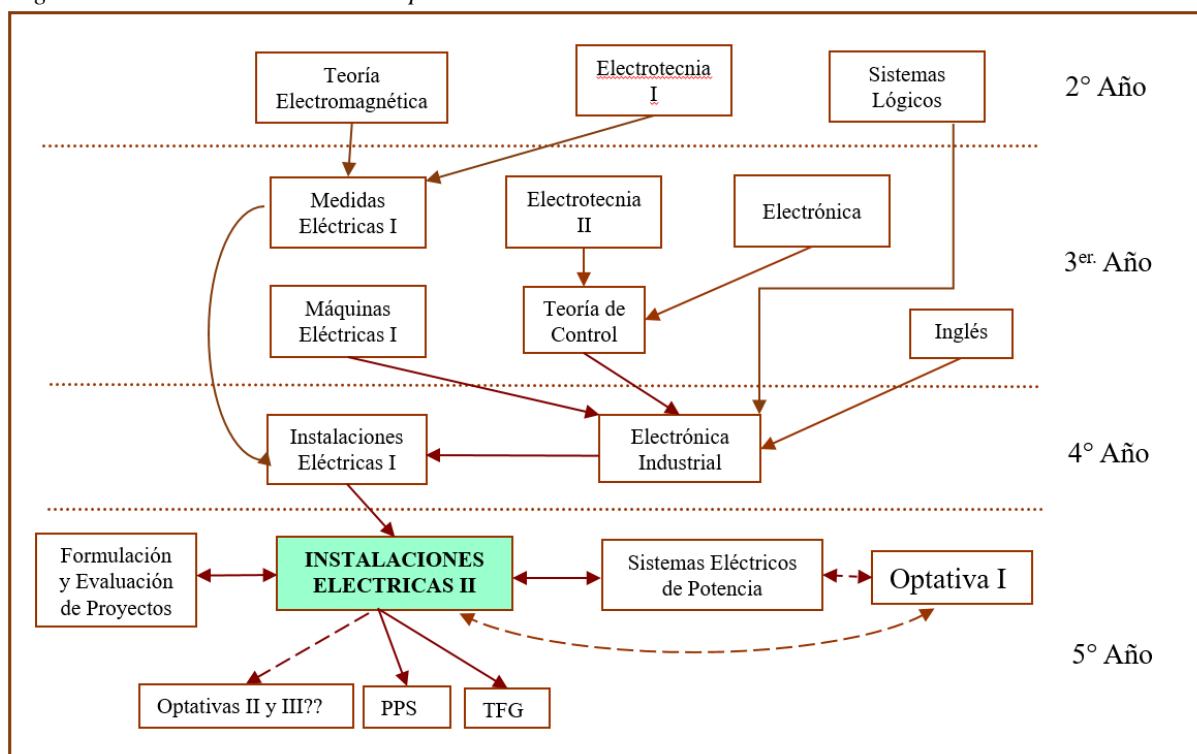 Teoría
Electromagnética
Electrotecnia
I
Sistemas
Lógicos
2° Año
Medidas
Eléctricas I
Electrotecnia
II
Electrónica
3er. Año
Máquinas
Eléctricas I
Teoría de
Control
Inglés
Instalaciones
Eléctricas I
Electrónica
Industrial
4° Año
Formulación
y Evaluación
de Proyectos
INSTALACIONES
ELECTRICAS II
Sistemas Eléctricos
de Potencia
Optativa I
5° Año
Optativas II y III??
PPS
TFG